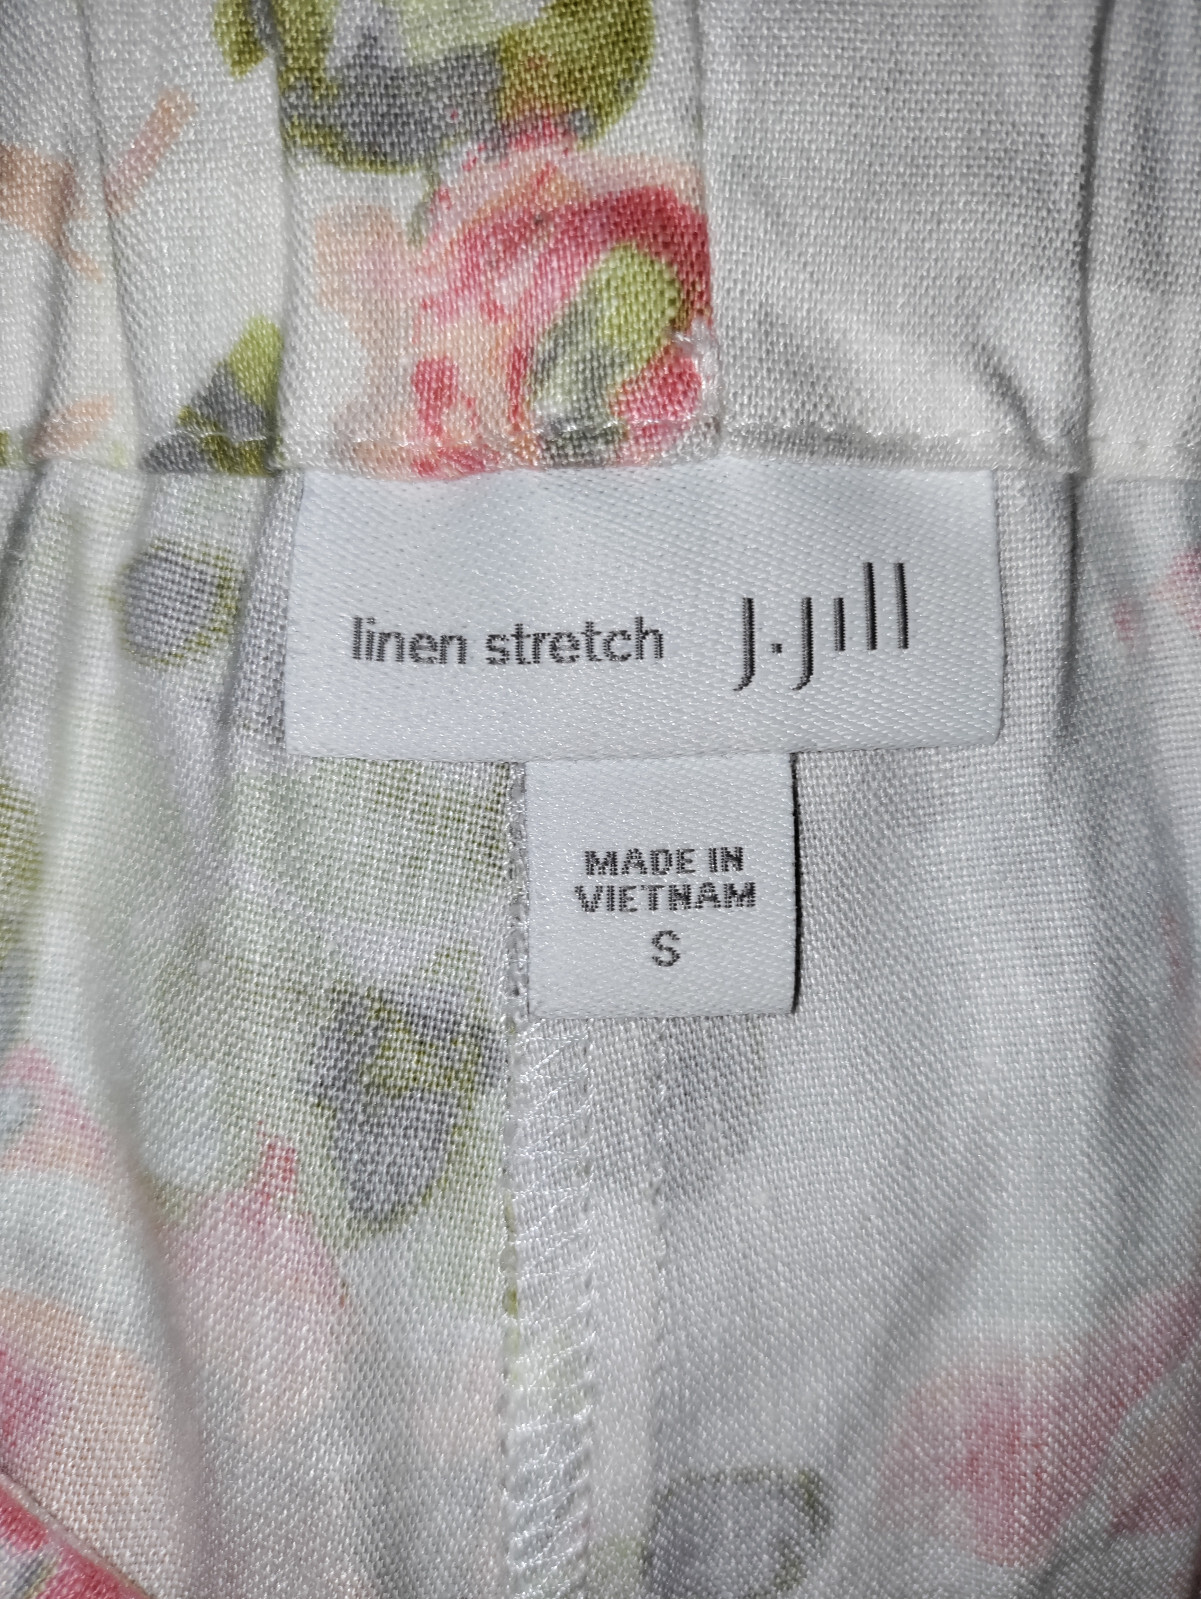 linen stretch J.Jill
MADE IN
VIETNAM
S